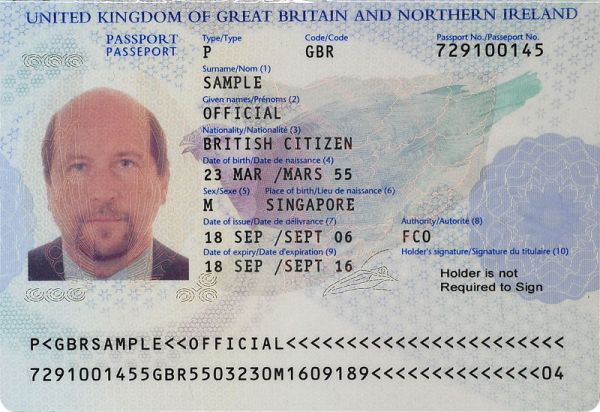 UNITED KINGDOM OF GREAT BRITAIN AND NORTHERN IRELAND
PASSPORT Type/Type Code/Code Passport No./Passeport No.
PASSEPORT P GBR 729100145
Surname/Nom (1)
SAMPLE
Given names/Prénoms (2)
OFFICIAL
Nationality/Nationalité (3)
BRITISH CITIZEN
Date of birth/Date de naissance (4)
23 MAR /MARS 55
Sex/Sexe (5) Place of birth/Lieu de naissance (6)
M SINGAPORE
Date of issue/Date de délivrance (7) Authority/Autorité (8)
18 SEP /SEPT 06 FCO
Date of expiry/Date d'expiration (9) Holder's signature/Signature du titulaire (10)
18 SEP /SEPT 16
Holder is not
Required to Sign
P<GBRSAMPLE<<OFFICIAL<<<<<<<<<<<<<<<<<<<<<<<
7291001455GBR5503230M1609189<<<<<<<<<<<<<<04